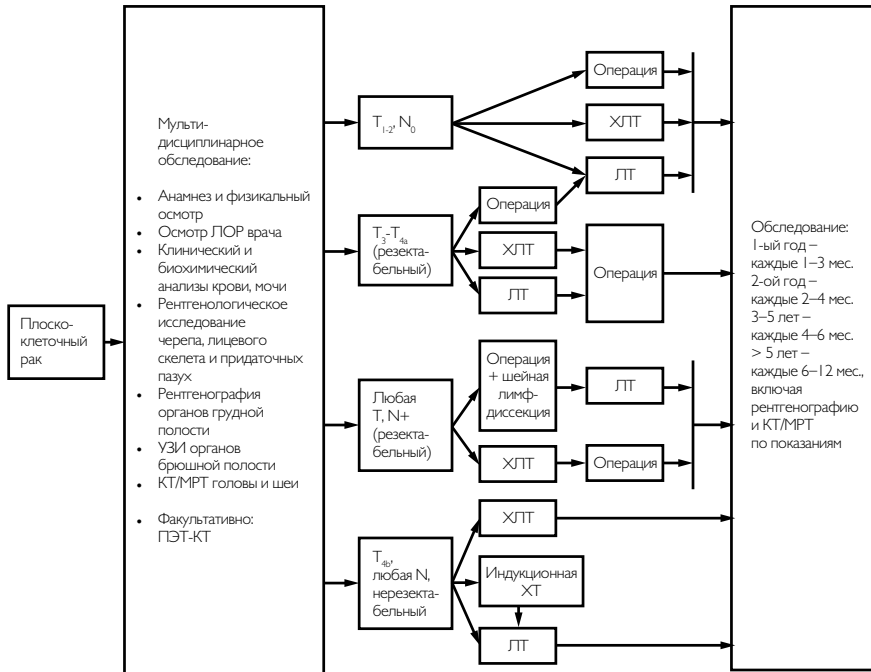 Плоско-
клеточный
рак
Мульти-
дисциплинарное
обследование:
• Анамнез и физикальный
осмотр
• Осмотр ЛОР врача
• Клинический и
биохимический
анализы крови, мочи
• Рентгенологическое
исследование
черепа, лицевого
скелета и придаточных
пазух
• Рентгенография
органов грудной
полости
• УЗИ органов
брюшной полости
• КТ/МРТ головы и шеи
• Факультативно:
ПЭТ-КТ
T1-2, N0
Операция
ХЛТ
ЛТ
T3-T4a
(резекта-
бельный)
Операция
ХЛТ
ЛТ
Операция
Любая
T, N+
(резекта-
бельный)
Операция
+ шейная
лимф-
диссекция
ЛТ
ХЛТ
Операция
T4b,
любая N,
нерезекта-
бельный
ХЛТ
Индукционная
ХТ
ЛТ
Обследование:
1-ый год –
каждые 1–3 мес.
2-ой год –
каждые 2–4 мес.
3–5 лет –
каждые 4–6 мес.
> 5 лет –
каждые 6–12 мес.,
включая
рентгенографию
и КТ/МРТ
по показаниям